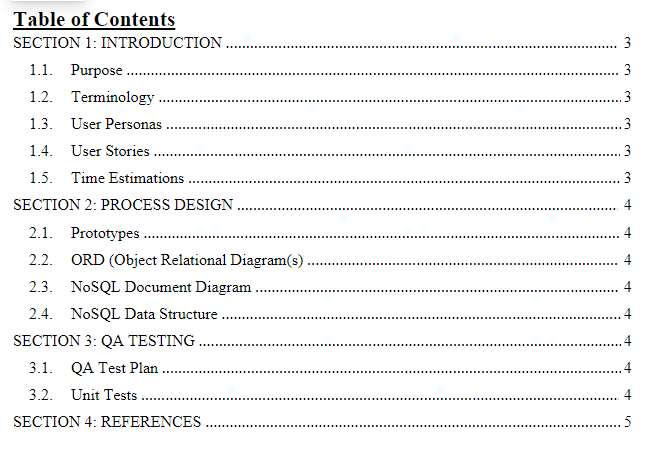 Table of Contents
SECTION 1: INTRODUCTION ........................................................................................................ 3
1.1. Purpose ................................................................................................................................... 3
1.2. Terminology .......................................................................................................................... 3
1.3. User Personas ........................................................................................................................ 3
1.4. User Stories ........................................................................................................................... 3
1.5. Time Estimations .................................................................................................................. 3
SECTION 2: PROCESS DESIGN ..................................................................................................... 4
2.1. Prototypes .............................................................................................................................. 4
2.2. ORD (Object Relational Diagram(s) ................................................................................... 4
2.3. NoSQL Document Diagram ................................................................................................ 4
2.4. NoSQL Data Structure ......................................................................................................... 4
SECTION 3: QA TESTING ............................................................................................................... 4
3.1. QA Test Plan ......................................................................................................................... 4
3.2. Unit Tests ............................................................................................................................... 4
SECTION 4: REFERENCES ............................................................................................................. 5